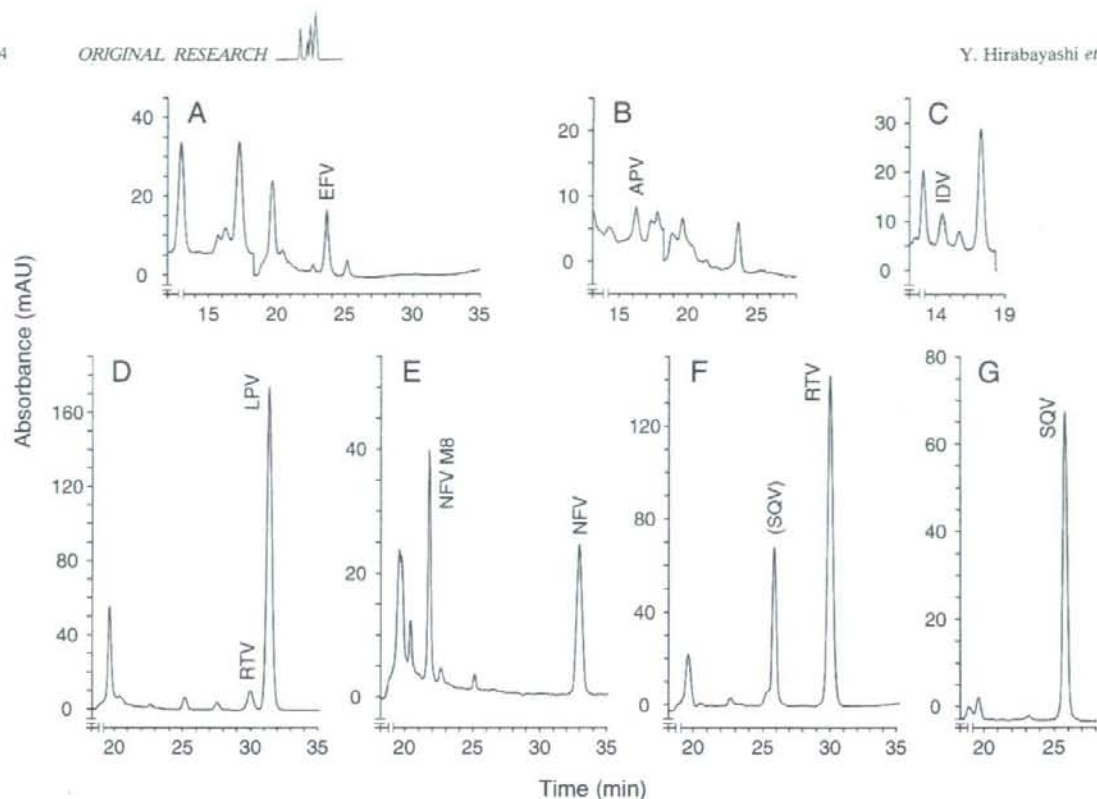 4 ORIGINAL RESEARCH Y. Hirabayashi et
Absorbance (mAU)
A
40
20
0
EFV
15 20 25 30 35
B
20
10
0
APV
15 20 25
C
30
20
10
0
IDV
14 19
D
160
120
80
40
0
RTV
LPV
20 25 30 35
E
40
20
0
NFV M8
NFV
20 25 30 35
F
120
80
40
0
(SQV)
RTV
20 25 30 35
G
80
60
40
20
0
SQV
20 25
Time (min)